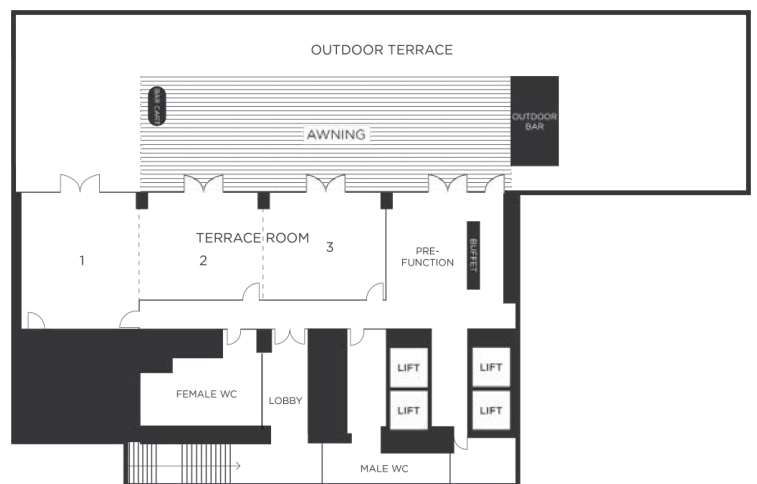 OUTDOOR TERRACE
BAR CART
AWNING
OUTDOOR
BAR
TERRACE ROOM
1
2
3
PRE-
FUNCTION
BUFFET
LIFT
LIFT
LIFT
LIFT
FEMALE WC
LOBBY
MALE WC